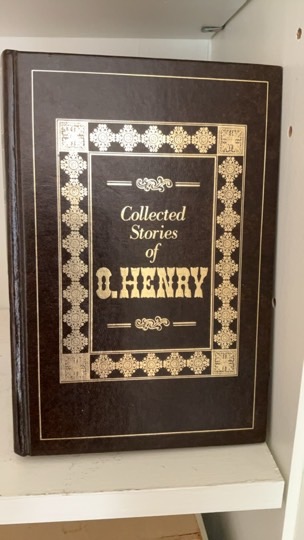 Collected
Stories
of
O. HENRY